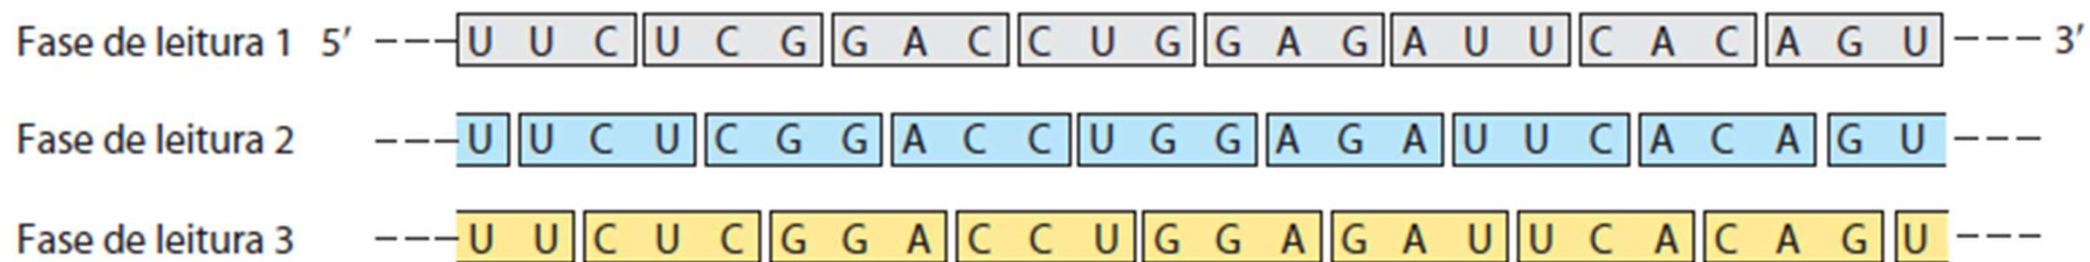 Fase de leitura 1 5′ ---U U C U C G G A C C U G G A G A U U C A C A G U--- 3′
Fase de leitura 2 ---U U C U C G G A C C U G G A G A U U C A C A G U---
Fase de leitura 3 ---U U C U C G G A C C U G G A G A U U C A C A G U---